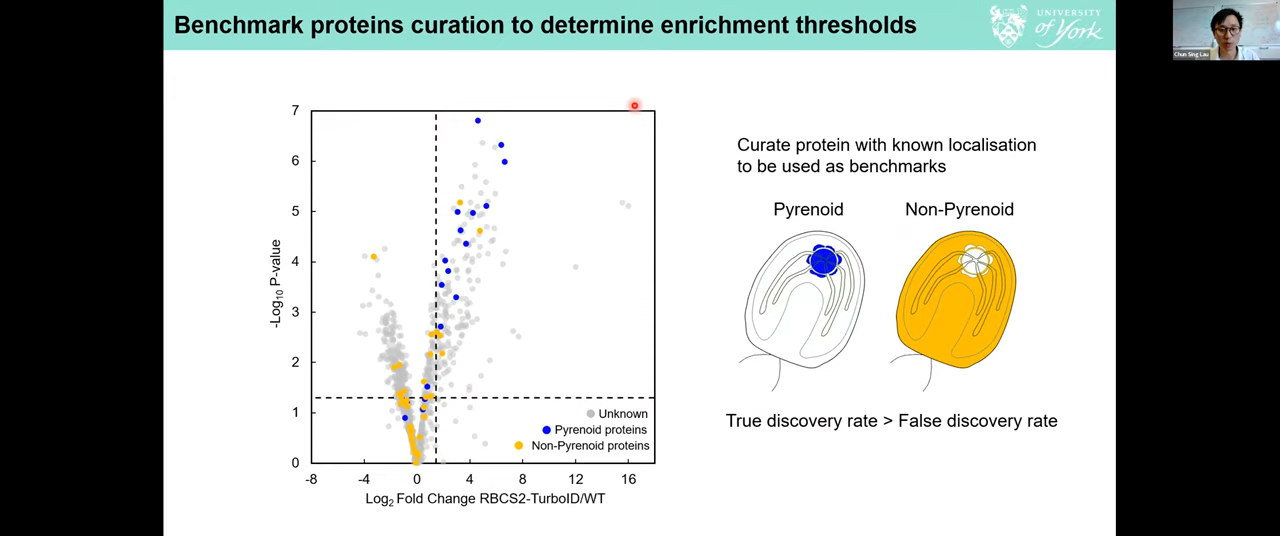 Benchmark proteins curation to determine enrichment thresholds
UNIVERSITY
of York
Chun Sing Lau
7
6
5
4
3
2
1
0
-Log10 P-value
-8
-4
0
4
8
12
16
Log2 Fold Change RBCS2-TurboID/WT
Unknown
Pyrenoid proteins
Non-Pyrenoid proteins
Curate protein with known localisation
to be used as benchmarks
Pyrenoid
Non-Pyrenoid
True discovery rate > False discovery rate